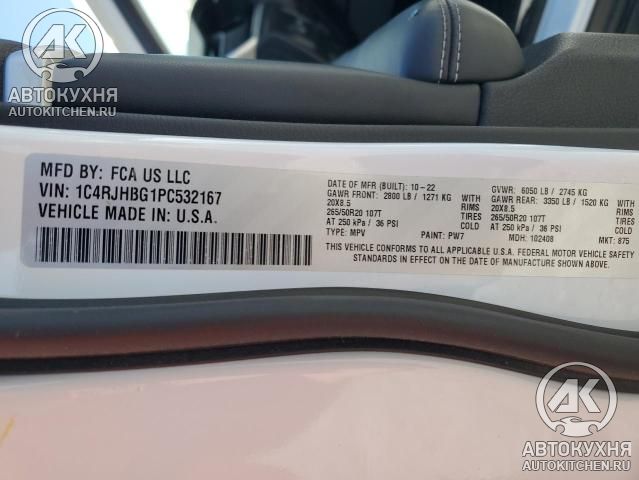 АК
АВТОКУХНЯ
AUTOKITCHEN.RU
MFD BY: FCA US LLC
VIN: 1C4RJHBG1PC532167
VEHICLE MADE IN: U.S.A.
DATE OF MFR (BUILT): 10-22
GVWR: 6050 LB / 2745 KG
GAWR FRONT: 2800 LB / 1271 KG WITH
GAWR REAR: 3350 LB / 1520 KG WITH
20X8.5 RIMS
20X8.5 RIMS
265/50R20 107T TIRES
265/50R20 107T TIRES
AT 250 kPa / 36 PSI COLD
AT 250 kPa / 36 PSI COLD
TYPE: MPV PAINT: PW7 MDH: 102408 MKT: 875
THIS VEHICLE CONFORMS TO ALL APPLICABLE U.S.A. FEDERAL MOTOR VEHICLE SAFETY
STANDARDS IN EFFECT ON THE DATE OF MANUFACTURE SHOWN ABOVE.
АК
АВТОКУХНЯ
AUTOKITCHEN.RU